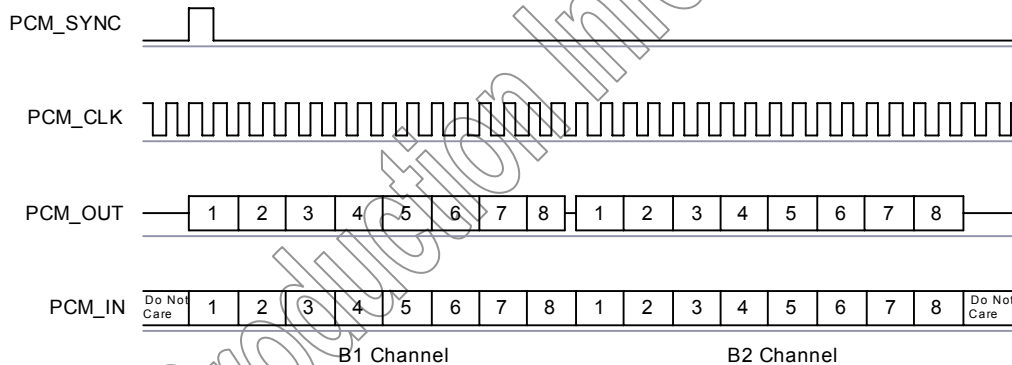 PCM_SYNC
PCM_CLK
PCM_OUT 1 2 3 4 5 6 7 8 1 2 3 4 5 6 7 8
PCM_IN Do Not Care 1 2 3 4 5 6 7 8 1 2 3 4 5 6 7 8 Do Not Care
B1 Channel B2 Channel
Production